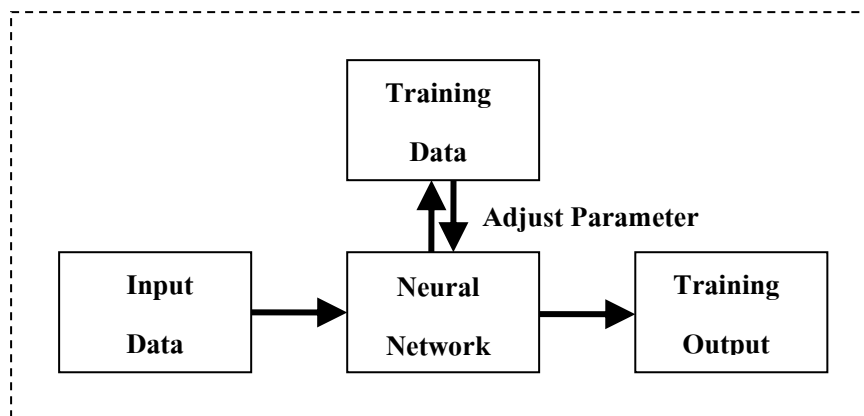 Training
Data
Adjust Parameter
Input
Data
Neural
Network
Training
Output